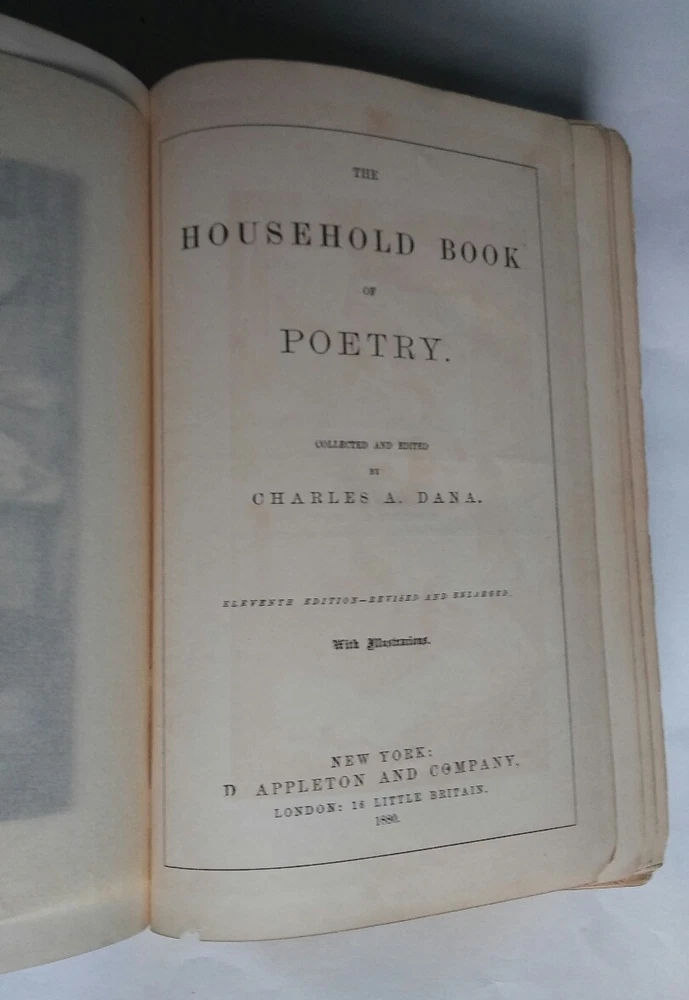 THE
HOUSEHOLD BOOK
OF
POETRY.
COLLECTED AND EDITED
BY
CHARLES A. DANA.
ELEVENTH EDITION—REVISED AND ENLARGED.
With Illustrations.
NEW YORK:
D APPLETON AND COMPANY,
LONDON: 16 LITTLE BRITAIN.
1880.